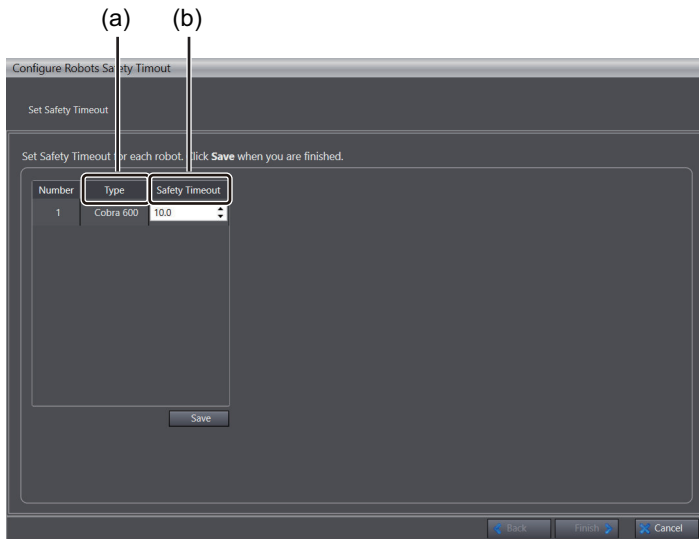 (a) (b)
Configure Robots Safety Timout
Set Safety Timeout
Set Safety Timeout for each robot. Click Save when you are finished.
Number Type Safety Timeout
1 Cobra 600 10.0
Save
Back Finish Cancel